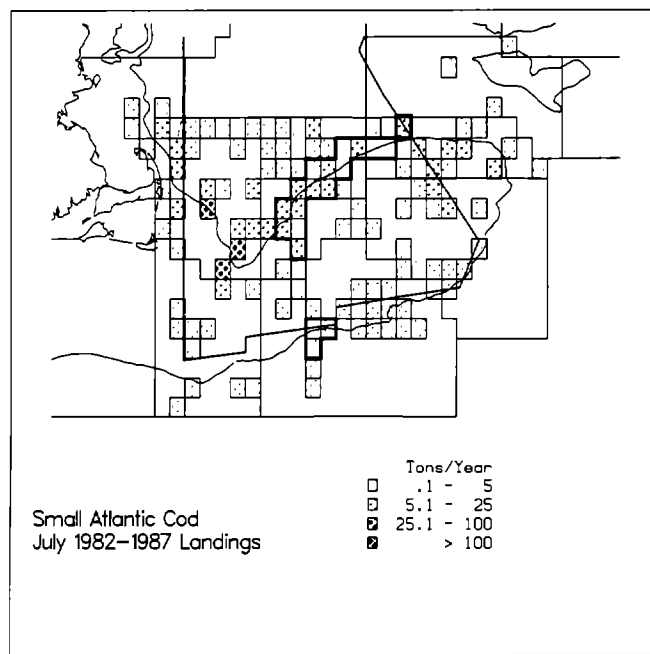 Tons/Year
.1 - 5
5.1 - 25
25.1 - 100
> 100
Small Atlantic Cod
July 1982-1987 Landings